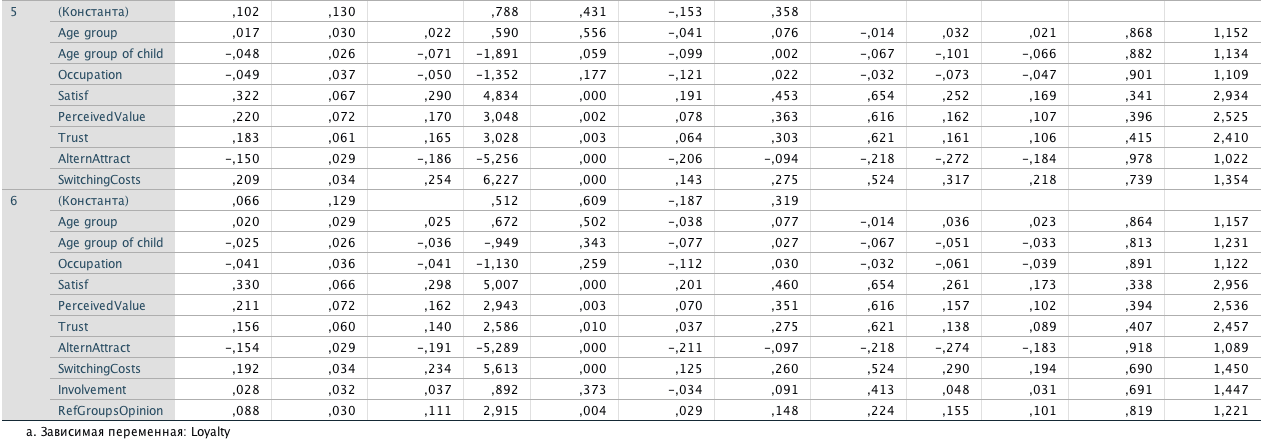 5 (Константа) ,102 ,130 ,788 ,431 -,153 ,358
Age group ,017 ,030 ,022 ,590 ,556 -,041 ,076 -,014 ,032 ,021 ,868 1,152
Age group of child -,048 ,026 -,071 -1,891 ,059 -,099 ,002 -,067 -,101 -,066 ,882 1,134
Occupation -,049 ,037 -,050 -1,352 ,177 -,121 ,022 -,032 -,073 -,047 ,901 1,109
Satisf ,322 ,067 ,290 4,834 ,000 ,191 ,453 ,654 ,252 ,169 ,341 2,934
PerceivedValue ,220 ,072 ,170 3,048 ,002 ,078 ,363 ,616 ,162 ,107 ,396 2,525
Trust ,183 ,061 ,165 3,028 ,003 ,064 ,303 ,621 ,161 ,106 ,415 2,410
AlternAttract -,150 ,029 -,186 -5,256 ,000 -,206 -,094 -,218 -,272 -,184 ,978 1,022
SwitchingCosts ,209 ,034 ,254 6,227 ,000 ,143 ,275 ,524 ,317 ,218 ,739 1,354
6 (Константа) ,066 ,129 ,512 ,609 -,187 ,319
Age group ,020 ,029 ,025 ,672 ,502 -,038 ,077 -,014 ,036 ,023 ,864 1,157
Age group of child -,025 ,026 -,036 -,949 ,343 -,077 ,027 -,067 -,051 -,033 ,813 1,231
Occupation -,041 ,036 -,041 -1,130 ,259 -,112 ,030 -,032 -,061 -,039 ,891 1,122
Satisf ,330 ,066 ,298 5,007 ,000 ,201 ,460 ,654 ,261 ,173 ,338 2,956
PerceivedValue ,211 ,072 ,162 2,943 ,003 ,070 ,351 ,616 ,157 ,102 ,394 2,536
Trust ,156 ,060 ,140 2,586 ,010 ,037 ,275 ,621 ,138 ,089 ,407 2,457
AlternAttract -,154 ,029 -,191 -5,289 ,000 -,211 -,097 -,218 -,274 -,183 ,918 1,089
SwitchingCosts ,192 ,034 ,234 5,613 ,000 ,125 ,260 ,524 ,290 ,194 ,690 1,450
Involvement ,028 ,032 ,037 ,892 ,373 -,034 ,091 ,413 ,048 ,031 ,691 1,447
RefGroupsOpinion ,088 ,030 ,111 2,915 ,004 ,029 ,148 ,224 ,155 ,101 ,819 1,221
a. Зависимая переменная: Loyalty